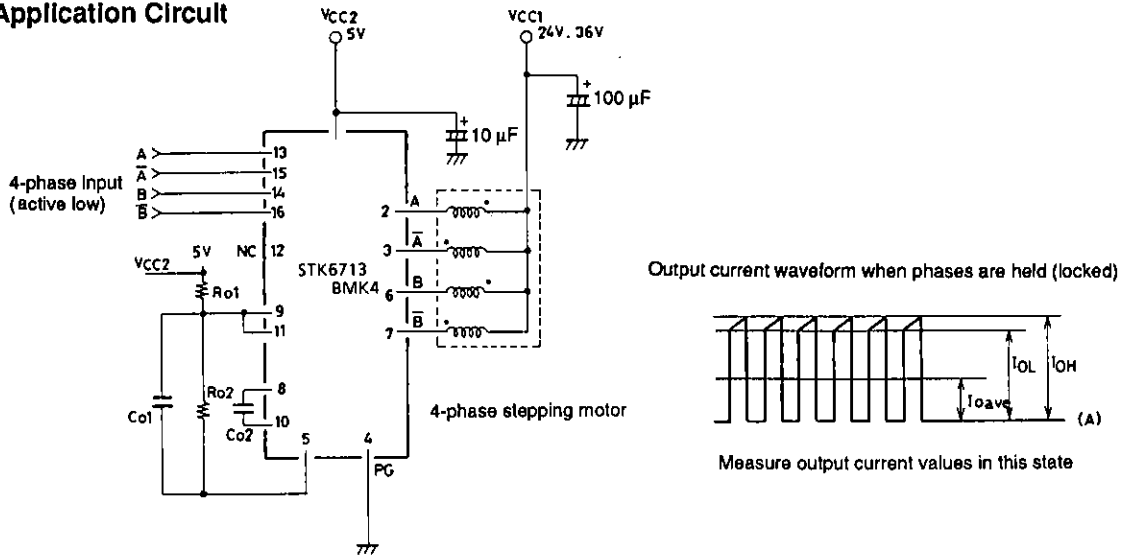 Application Circuit
VCC2
5V
VCC1
24V. 36V
+
100 µF
+
10 µF
4-phase Input
(active low)
A
A̅
B
B̅
13
15
14
16
NC 12
VCC2
5V
Ro1
9
11
STK6713
BMK4
2 A
3 A̅
6 B
7 B̅
Co1
Ro2
Co2
8
10
5
4
PG
4-phase stepping motor
Output current waveform when phases are held (locked)
IOL
IOH
Ioave
(A)
Measure output current values in this state